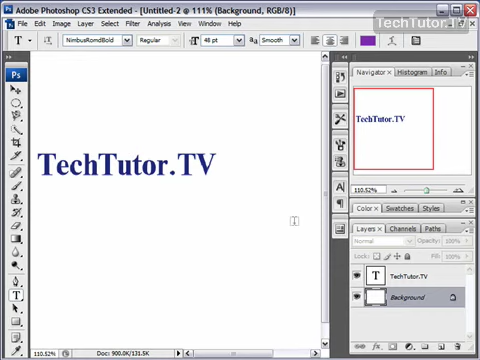 Adobe Photoshop CS3 Extended - [Untitled-2 @ 111% (Background, RGB/8)]
TechTutor.TV
File Edit Image Layer Select Filter Analysis View Window Help
T NimbusRomdBold Regular 48 pt aa Smooth
Ps
Navigator Histogram Info
TechTutor.TV
TechTutor.TV
110.52%
Color Swatches Styles
Layers Channels Paths
Normal Opacity: 100%
Lock: Fill: 100%
T TechTutor.TV
Background
110.52% Doc: 900.0K/131.5K